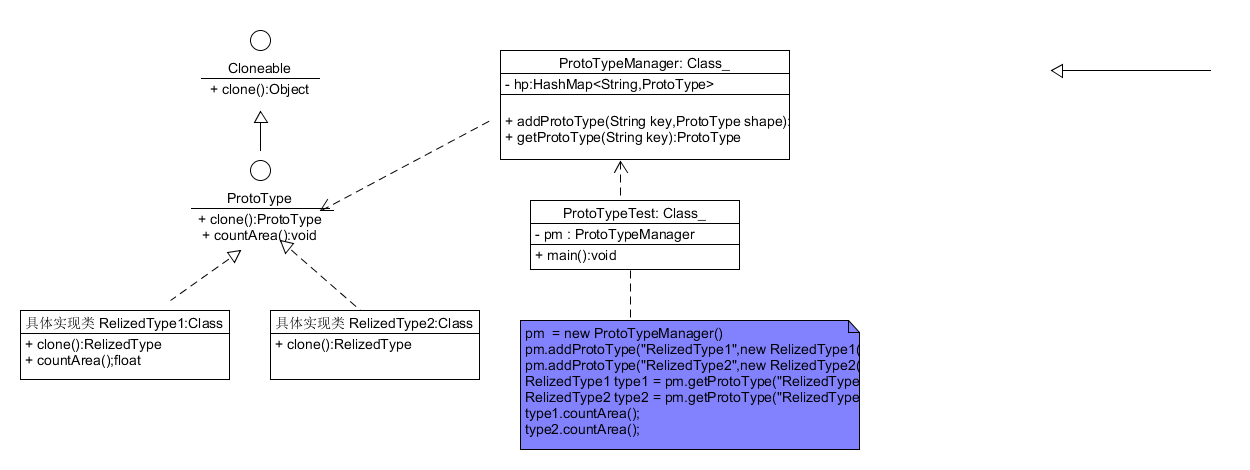 Cloneable
+ clone():Object
ProtoType
+ clone():ProtoType
+ countArea():void
具体实现类 RelizedType1:Class
+ clone():RelizedType
+ countArea();float
具体实现类 RelizedType2:Class
+ clone():RelizedType
ProtoTypeManager: Class_
- hp:HashMap<String,ProtoType>
+ addProtoType(String key,ProtoType shape):
+ getProtoType(String key):ProtoType
ProtoTypeTest: Class_
- pm : ProtoTypeManager
+ main():void
pm  = new ProtoTypeManager()
pm.addProtoType("RelizedType1",new RelizedType1(
pm.addProtoType("RelizedType2",new RelizedType2(
RelizedType1 type1 = pm.getProtoType("RelizedType
RelizedType2 type2 = pm.getProtoType("RelizedType
type1.countArea();
type2.countArea();